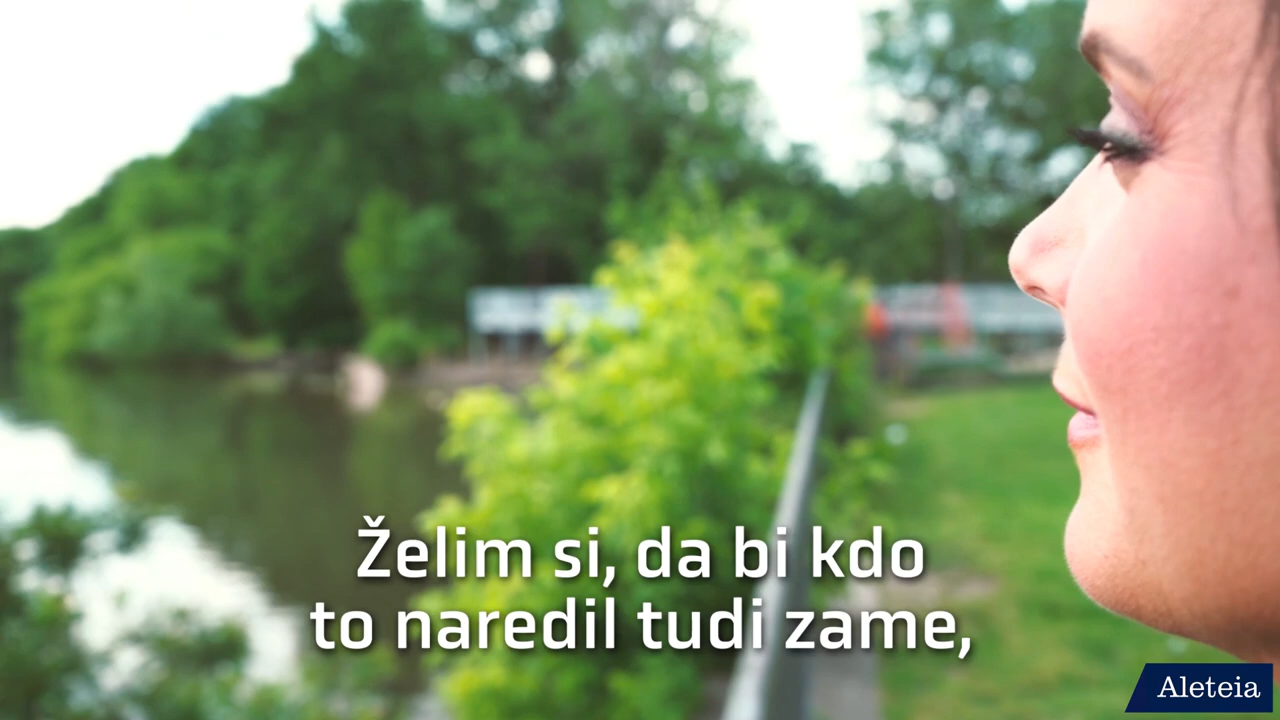 Želim si, da bi kdo
to naredil tudi zame,
Aleteia